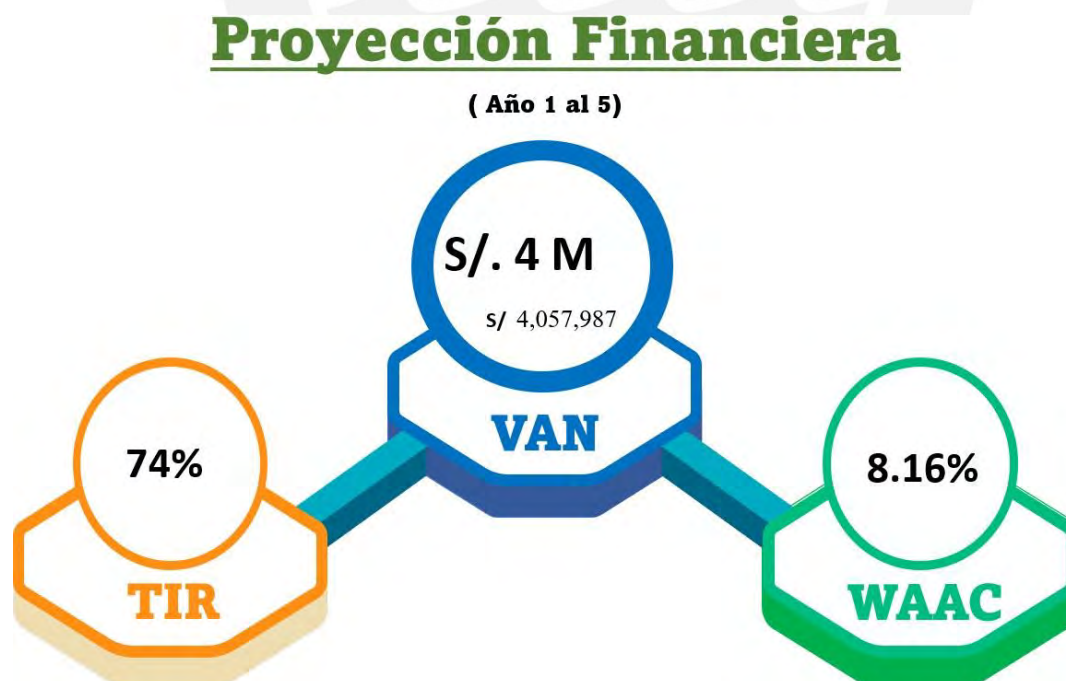 Proyección Financiera
( Año 1 al 5)
S/. 4 M
S/ 4,057,987
VAN
74%
TIR
8.16%
WAAC